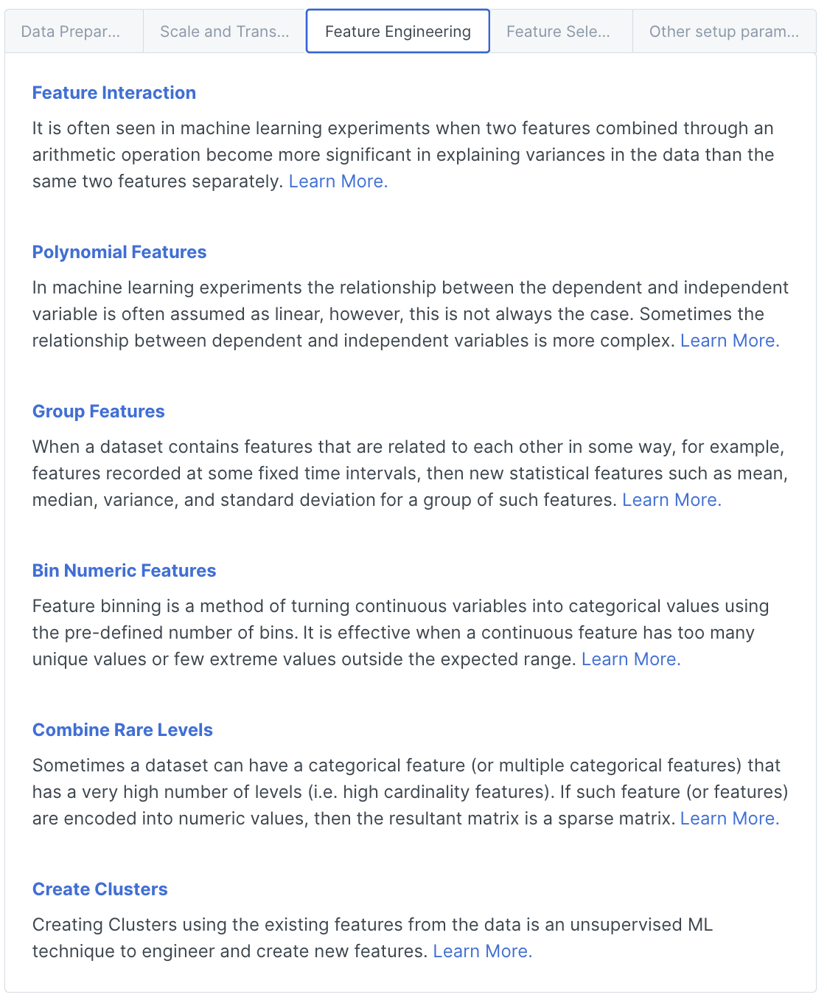 Data Prepar...
Scale and Trans...
Feature Engineering
Feature Sele...
Other setup param...
Feature Interaction
It is often seen in machine learning experiments when two features combined through an
arithmetic operation become more significant in explaining variances in the data than the
same two features separately. Learn More.
Polynomial Features
In machine learning experiments the relationship between the dependent and independent
variable is often assumed as linear, however, this is not always the case. Sometimes the
relationship between dependent and independent variables is more complex. Learn More.
Group Features
When a dataset contains features that are related to each other in some way, for example,
features recorded at some fixed time intervals, then new statistical features such as mean,
median, variance, and standard deviation for a group of such features. Learn More.
Bin Numeric Features
Feature binning is a method of turning continuous variables into categorical values using
the pre-defined number of bins. It is effective when a continuous feature has too many
unique values or few extreme values outside the expected range. Learn More.
Combine Rare Levels
Sometimes a dataset can have a categorical feature (or multiple categorical features) that
has a very high number of levels (i.e. high cardinality features). If such feature (or features)
are encoded into numeric values, then the resultant matrix is a sparse matrix. Learn More.
Create Clusters
Creating Clusters using the existing features from the data is an unsupervised ML
technique to engineer and create new features. Learn More.